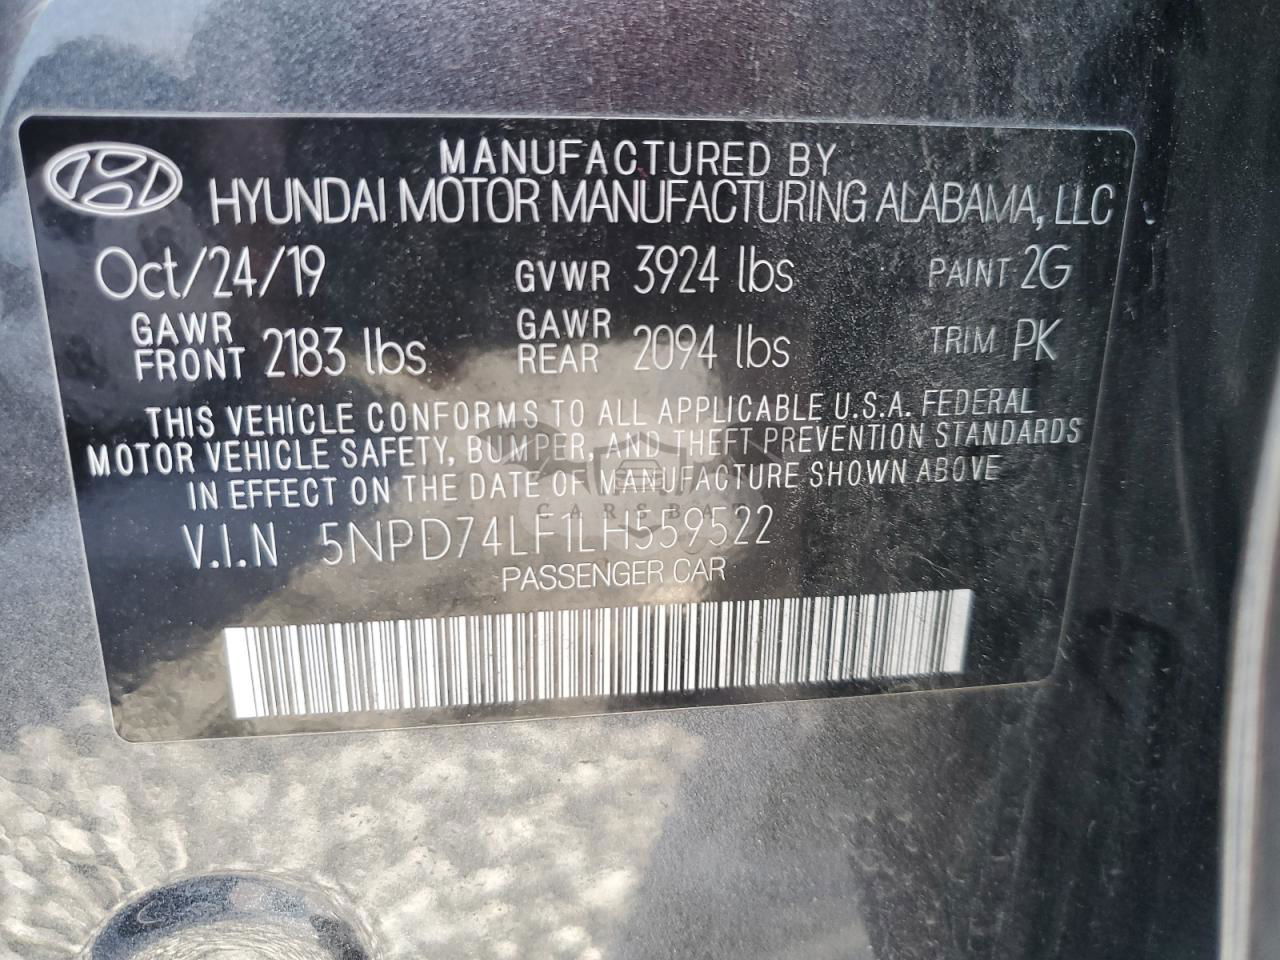 MANUFACTURED BY
HYUNDAI MOTOR MANUFACTURING ALABAMA, LLC
Oct/24/19 GVWR 3924 lbs PAINT 2G
GAWR FRONT 2183 lbs GAWR REAR 2094 lbs TRIM PK
THIS VEHICLE CONFORMS TO ALL APPLICABLE U.S.A. FEDERAL
MOTOR VEHICLE SAFETY, BUMPER, AND THEFT PREVENTION STANDARDS
IN EFFECT ON THE DATE OF MANUFACTURE SHOWN ABOVE
CARSBAT
V.I.N 5NPD74LF1LH559522
PASSENGER CAR